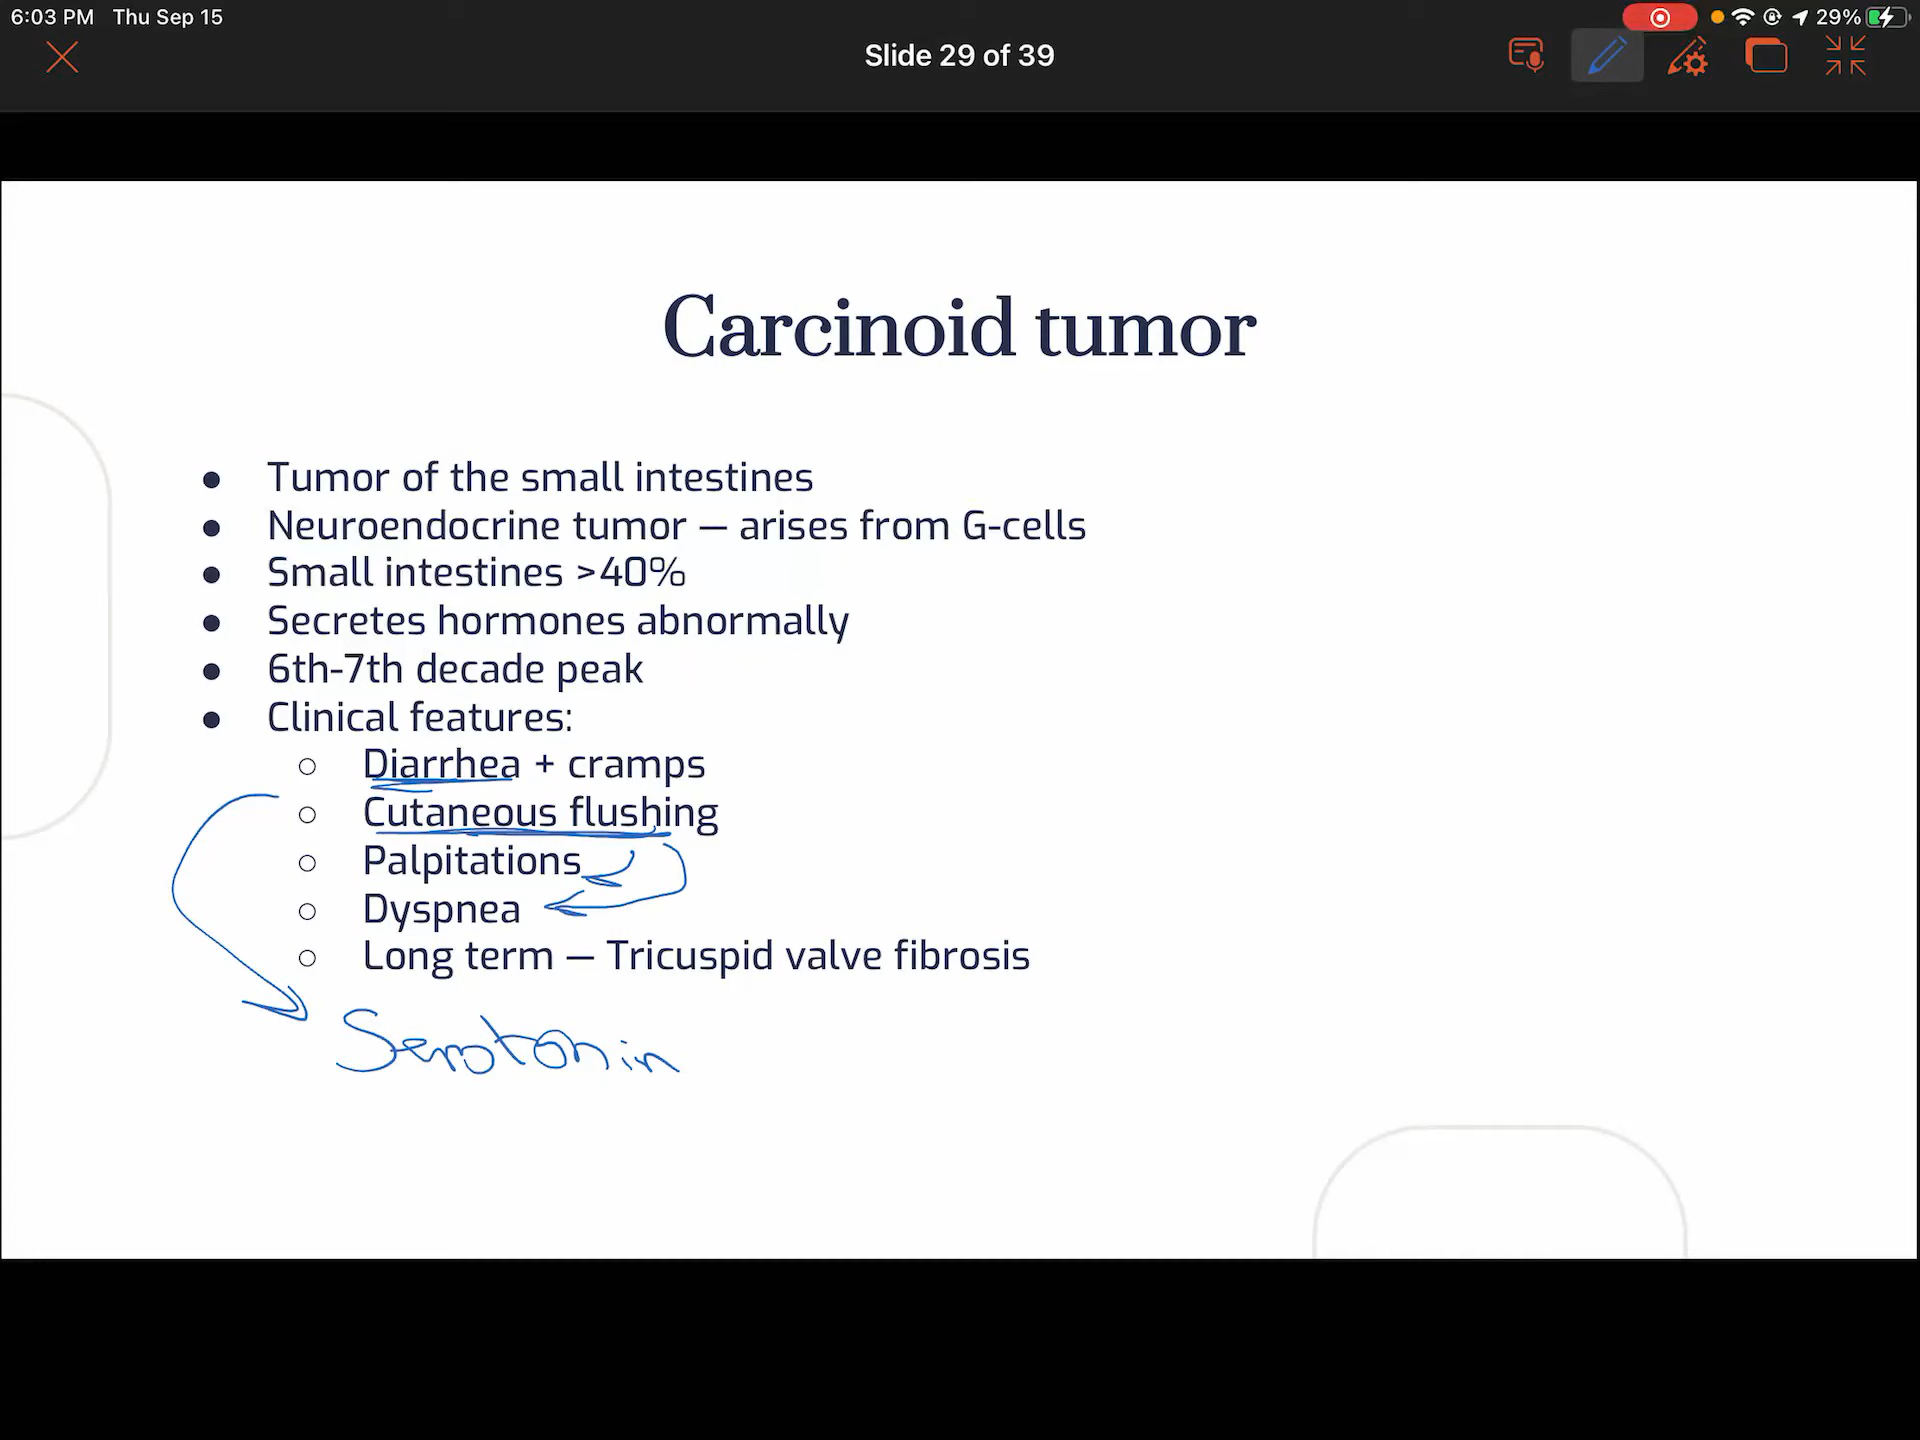 6:03 PM Thu Sep 15
29%
Slide 29 of 39
Carcinoid tumor
● Tumor of the small intestines
● Neuroendocrine tumor — arises from G-cells
● Small intestines >40%
● Secretes hormones abnormally
● 6th-7th decade peak
● Clinical features:
○ Diarrhea + cramps
○ Cutaneous flushing
○ Palpitations
○ Dyspnea
○ Long term — Tricuspid valve fibrosis
Serotonin